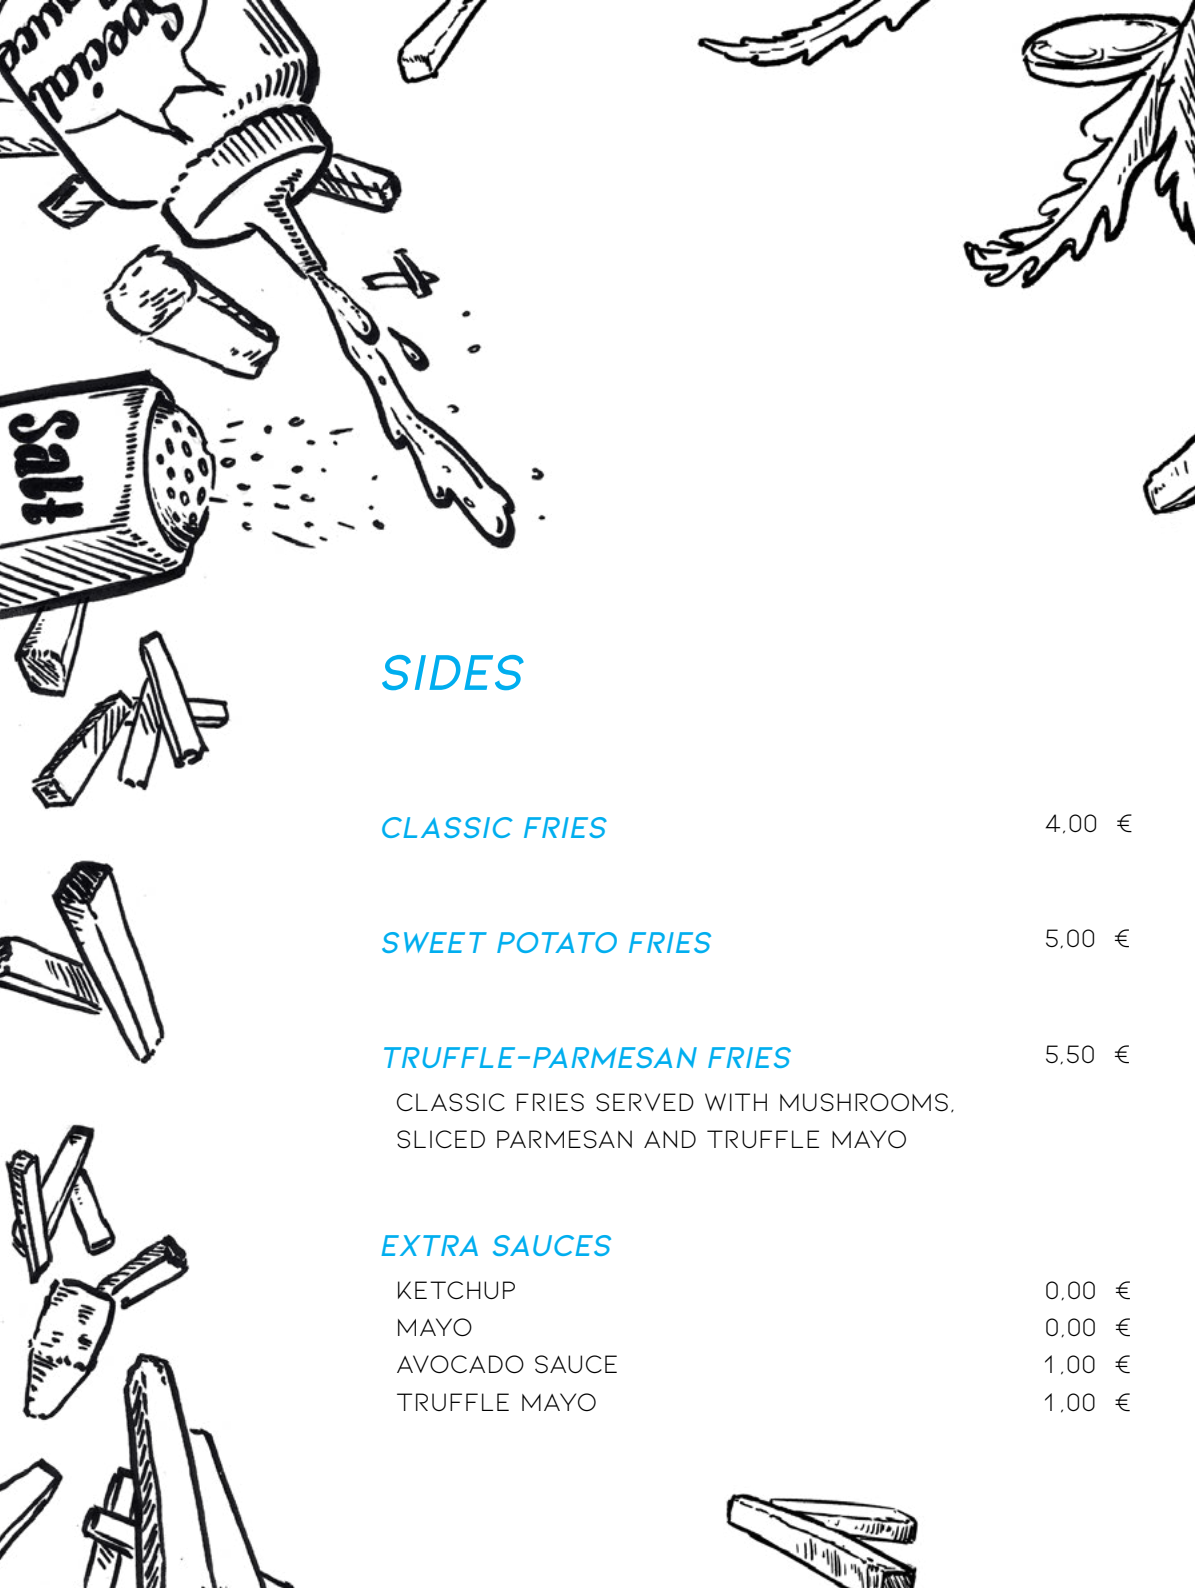 Special
Sauce
Salt
SIDES
CLASSIC FRIES 4,00 €
SWEET POTATO FRIES 5,00 €
TRUFFLE-PARMESAN FRIES 5,50 €
CLASSIC FRIES SERVED WITH MUSHROOMS,
SLICED PARMESAN AND TRUFFLE MAYO
EXTRA SAUCES
KETCHUP 0,00 €
MAYO 0,00 €
AVOCADO SAUCE 1,00 €
TRUFFLE MAYO 1,00 €